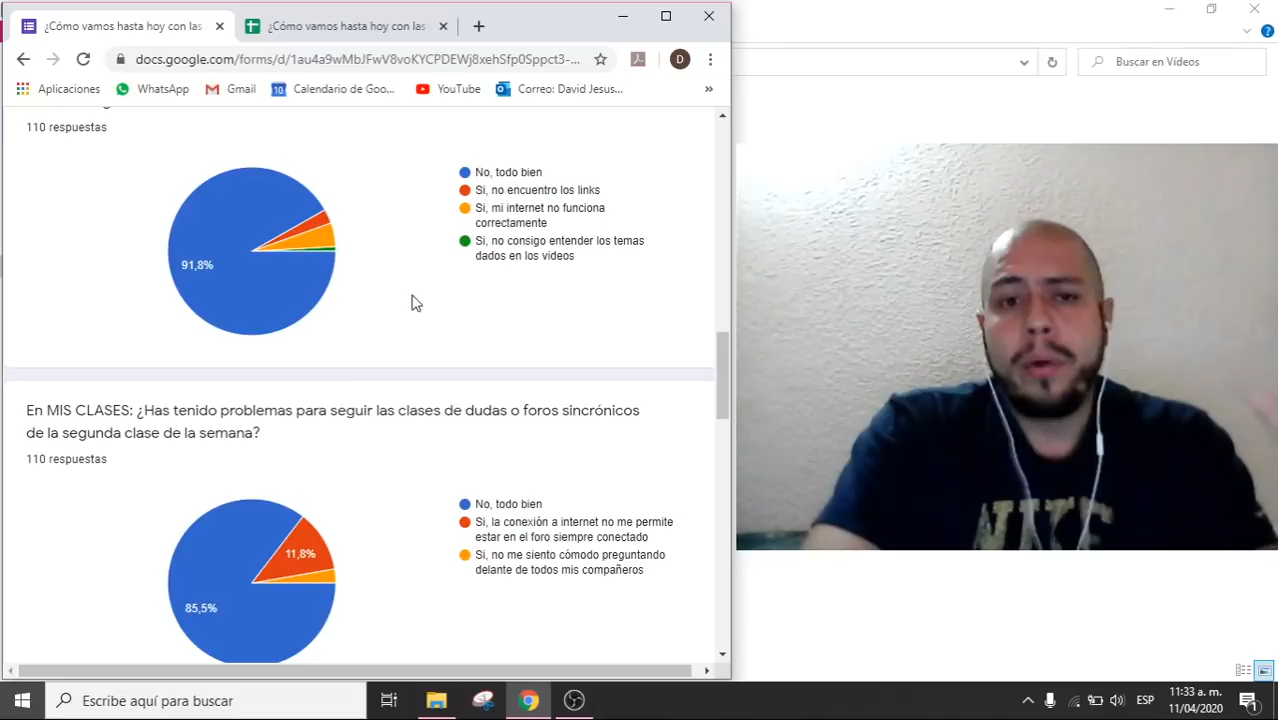 ¿Cómo vamos hasta hoy con las
¿Cómo vamos hasta hoy con las
docs.google.com/forms/d/1au4a9wMbJFwV8voKYCPDEWj8xehSfp0Sppct3-...
D
Aplicaciones
WhatsApp
Gmail
10
Calendario de Goo...
YouTube
Correo: David Jesus...
»
Buscar en Vídeos
110 respuestas
91,8%
No, todo bien
Si, no encuentro los links
Si, mi internet no funciona
correctamente
Si, no consigo entender los temas
dados en los videos
En MIS CLASES: ¿Has tenido problemas para seguir las clases de dudas o foros sincrónicos
de la segunda clase de la semana?
110 respuestas
11,8%
85,5%
No, todo bien
Si, la conexión a internet no me permite
estar en el foro siempre conectado
Si, no me siento cómodo preguntando
delante de todos mis compañeros
Escribe aquí para buscar
ESP
11:33 a. m.
11/04/2020
1